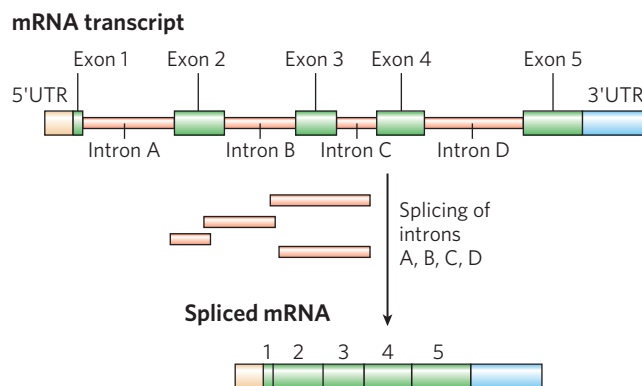 mRNA transcript
Exon 1 Exon 2 Exon 3 Exon 4 Exon 5
5'UTR 3'UTR
Intron A Intron B Intron C Intron D
Splicing of
introns
A, B, C, D
Spliced mRNA
1 2 3 4 5